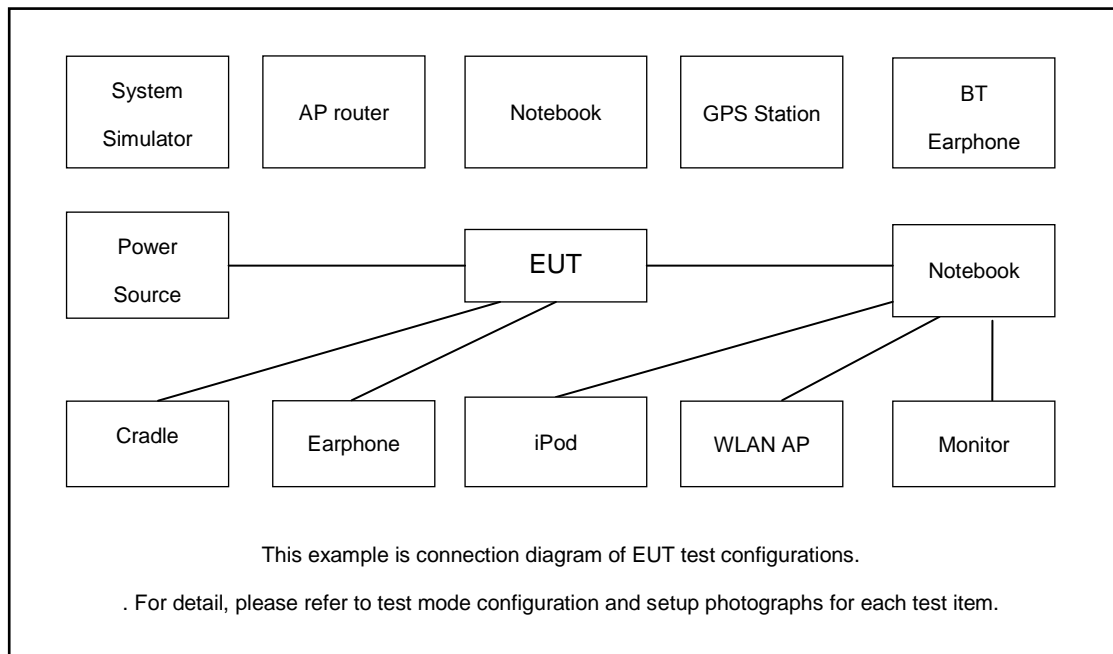 System
Simulator
AP router
Notebook
GPS Station
BT
Earphone
Power
Source
EUT
Notebook
Cradle
Earphone
iPod
WLAN AP
Monitor
This example is connection diagram of EUT test configurations.
. For detail, please refer to test mode configuration and setup photographs for each test item.